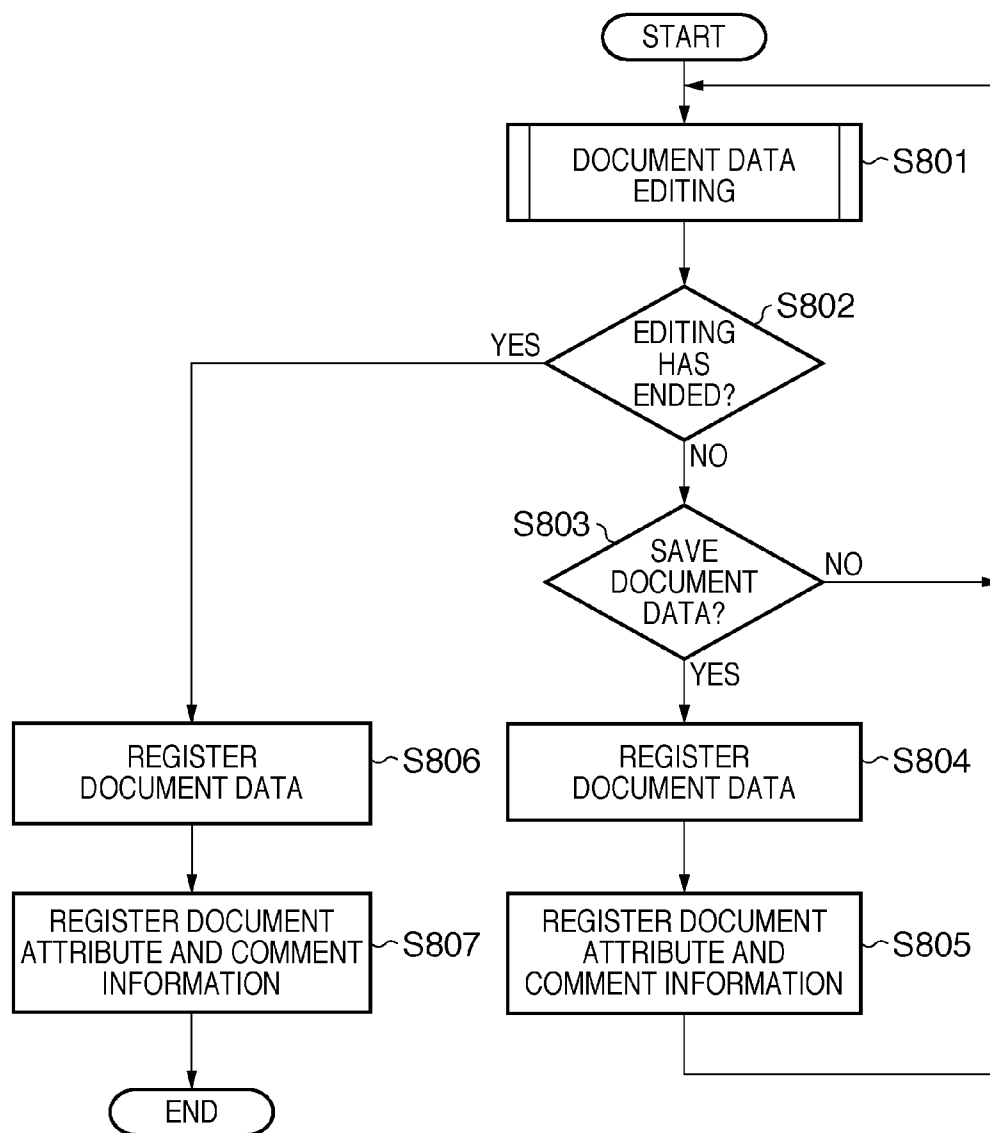 START
DOCUMENT DATA
EDITING
S801
S802
EDITING
HAS
ENDED?
YES
NO
S803
SAVE
DOCUMENT
DATA?
NO
YES
REGISTER
DOCUMENT DATA
S806
REGISTER
DOCUMENT DATA
S804
REGISTER DOCUMENT
ATTRIBUTE AND COMMENT
INFORMATION
S807
REGISTER DOCUMENT
ATTRIBUTE AND
COMMENT INFORMATION
S805
END